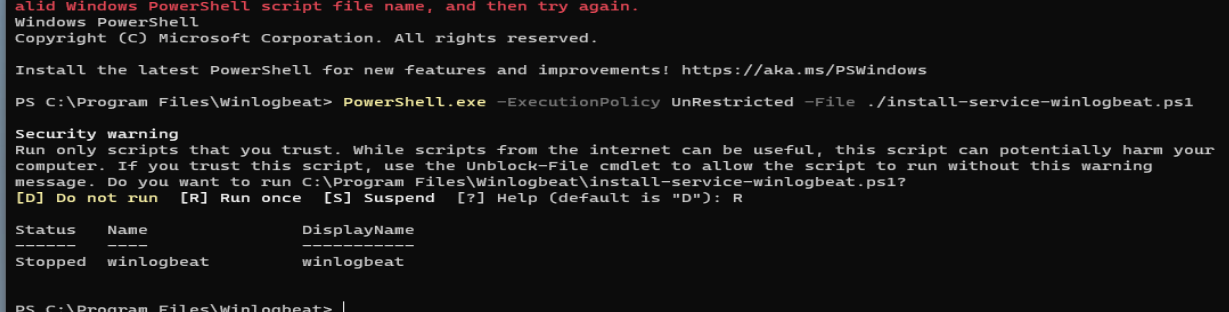 alid Windows PowerShell script file name, and then try again.
Windows PowerShell
Copyright (C) Microsoft Corporation. All rights reserved.
Install the latest PowerShell for new features and improvements! https://aka.ms/PSWindows
PS C:\Program Files\Winlogbeat> PowerShell.exe -ExecutionPolicy UnRestricted -File ./install-service-winlogbeat.ps1
Security warning
Run only scripts that you trust. While scripts from the internet can be useful, this script can potentially harm your
computer. If you trust this script, use the Unblock-File cmdlet to allow the script to run without this warning
message. Do you want to run C:\Program Files\Winlogbeat\install-service-winlogbeat.ps1?
[D] Do not run  [R] Run once  [S] Suspend  [?] Help (default is "D"): R
Status   Name               DisplayName
------   ----               -----------
Stopped  winlogbeat         winlogbeat
PS C:\Program Files\Winlogbeat>